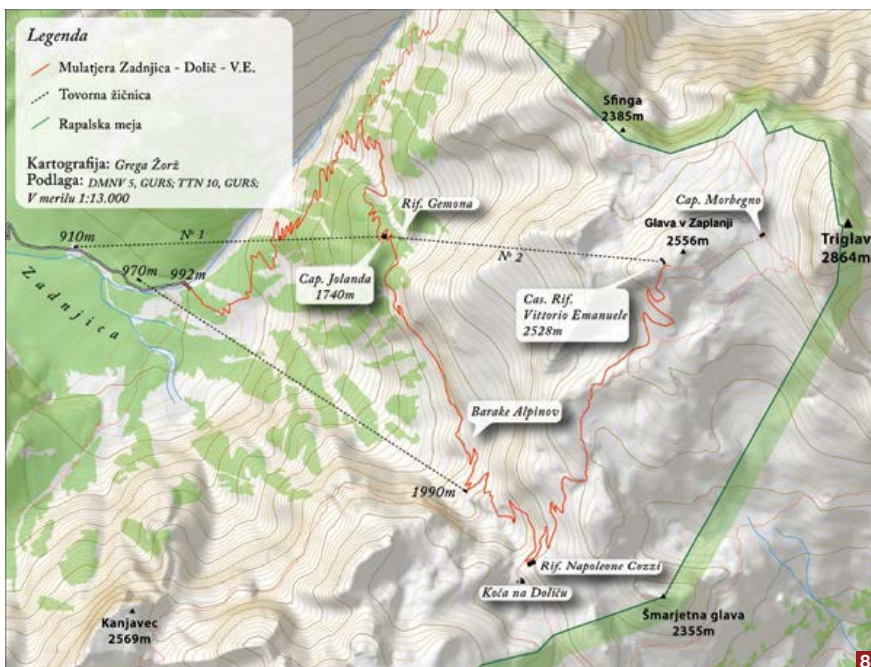 Legenda
Mulatjera Zadnjica - Dolič - V.E.
Tovorna žičnica
Rapalska meja
Kartografija: Grega Žorž
Podlaga: DMNV 5, GURS; TTN 10, GURS;
V merilu 1:13.000
Sfinga
2385m
Rif. Gemona
Cap. Morbegno
Glava v Zaplanji
2556m
Triglav
2864m
910m
Nº 1
Nº 2
970m
992m
Zadnjica
Cap. Jolanda
1740m
Cas. Rif.
Vittorio Emanuele
2528m
Barake Alpinov
1990m
Rif. Napoleone Cozzi
Koča na Doliču
Kanjavec
2569m
Šmarjetna glava
2355m
8